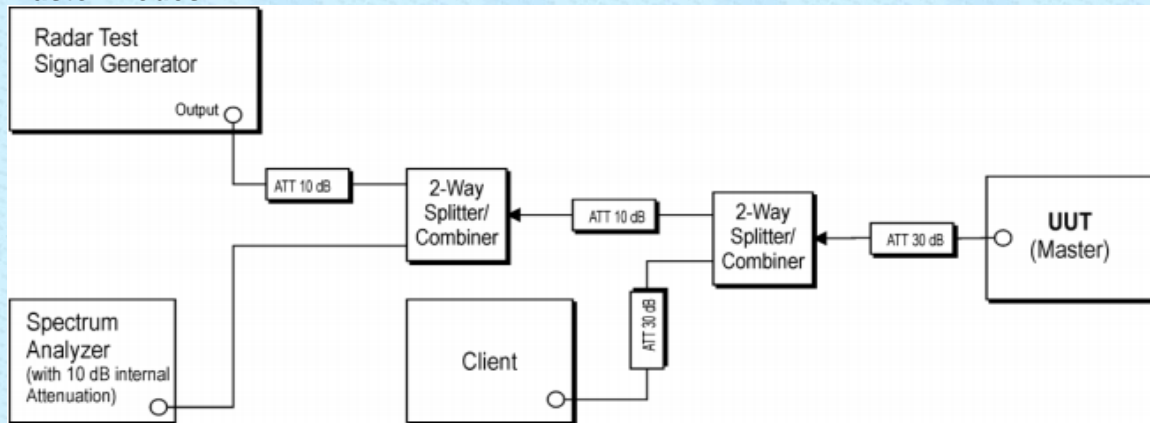 Radar Test
Signal Generator
Output
ATT 10 dB
2-Way
Splitter/
Combiner
ATT 10 dB
2-Way
Splitter/
Combiner
ATT 30 dB
UUT
(Master)
Spectrum
Analyzer
(with 10 dB internal
Attenuation)
Client
ATT 30 dB